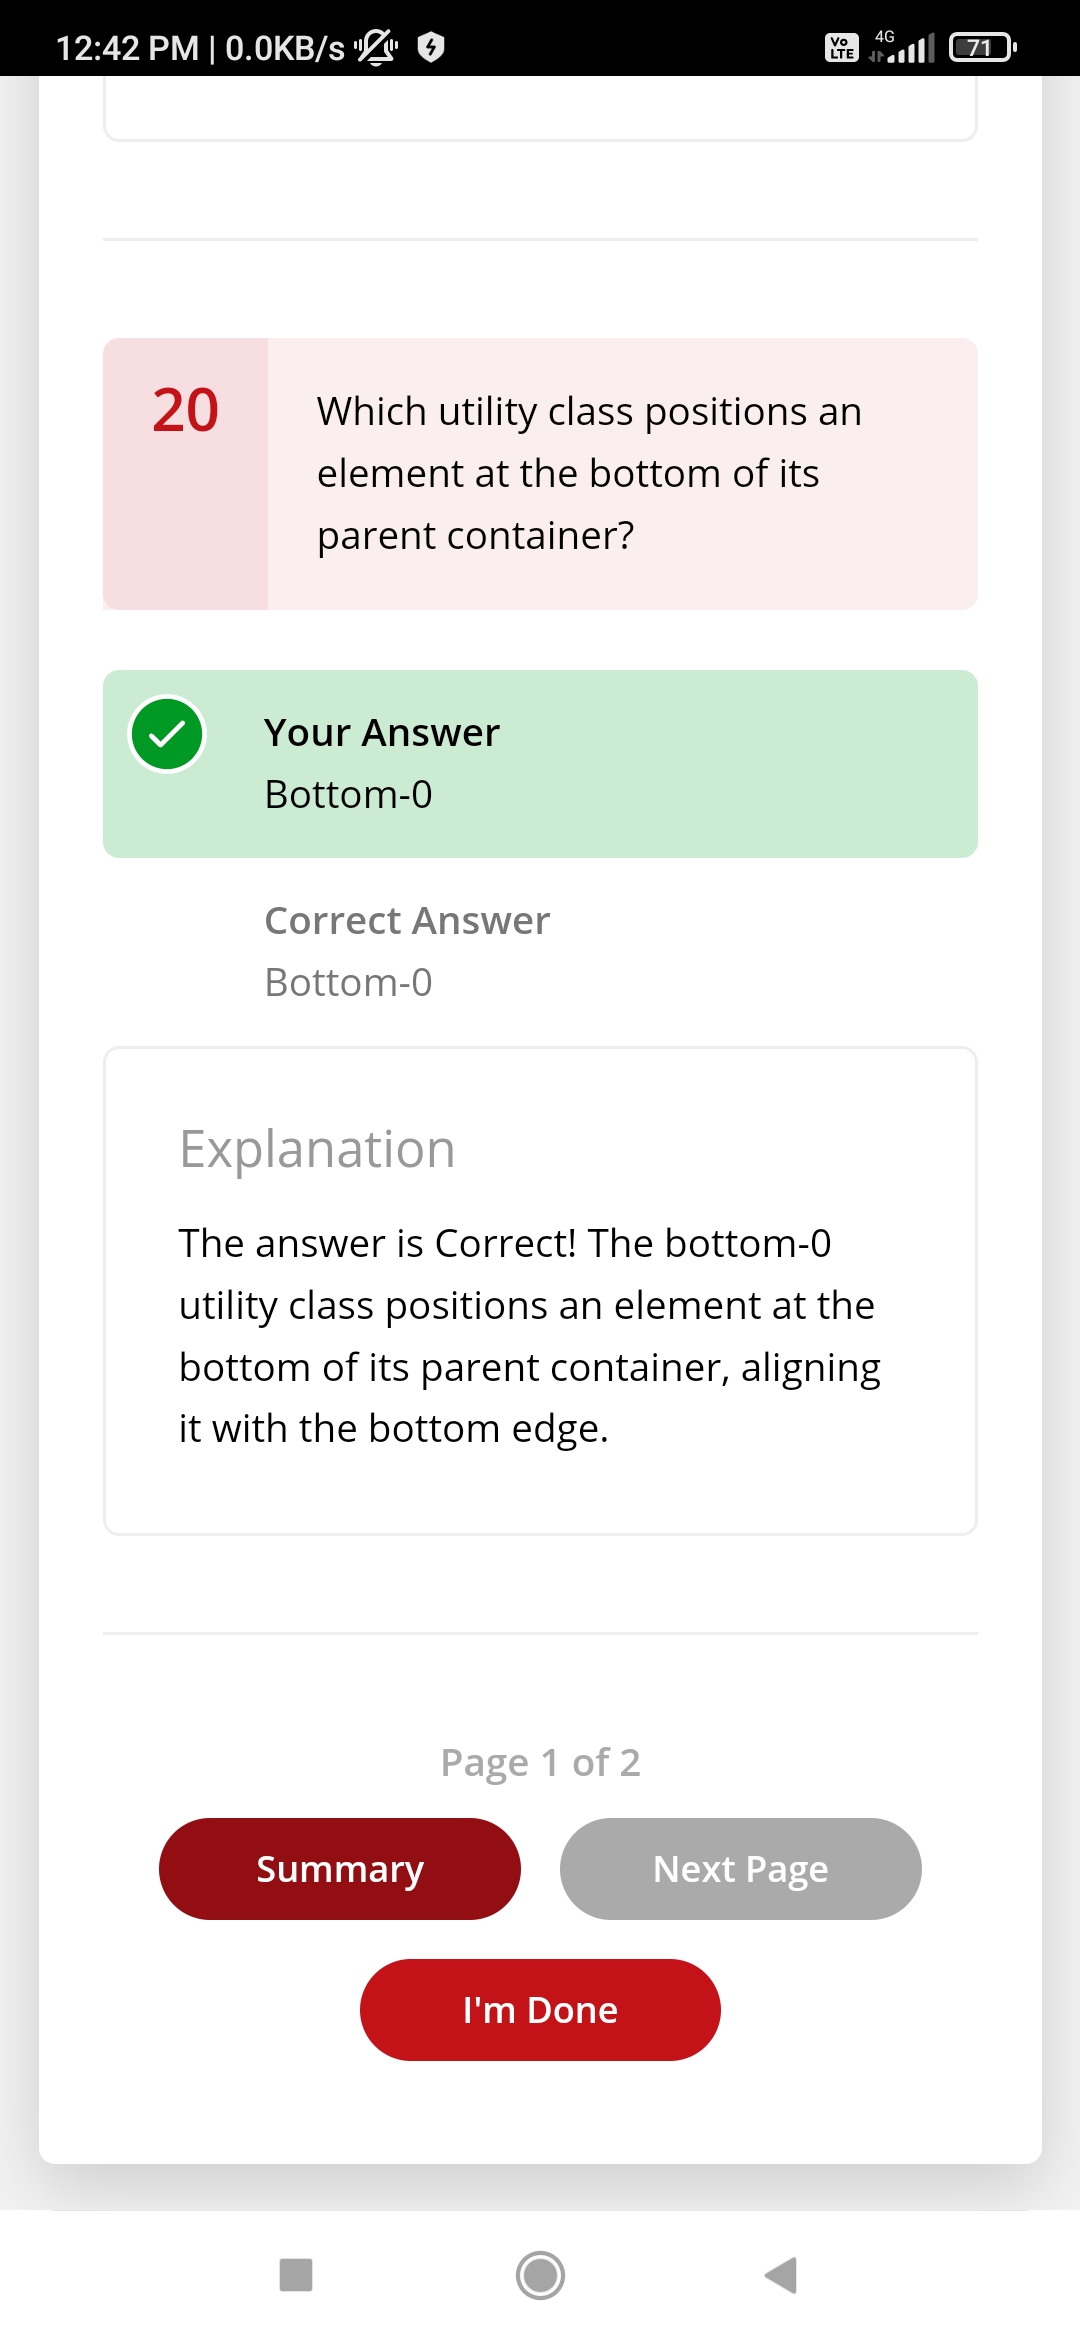 12:42 PM | 0.0KB/s
Vo LTE 4G 71
20
Which utility class positions an
element at the bottom of its
parent container?
Your Answer
Bottom-0
Correct Answer
Bottom-0
Explanation
The answer is Correct! The bottom-0
utility class positions an element at the
bottom of its parent container, aligning
it with the bottom edge.
Page 1 of 2
Summary
Next Page
I'm Done